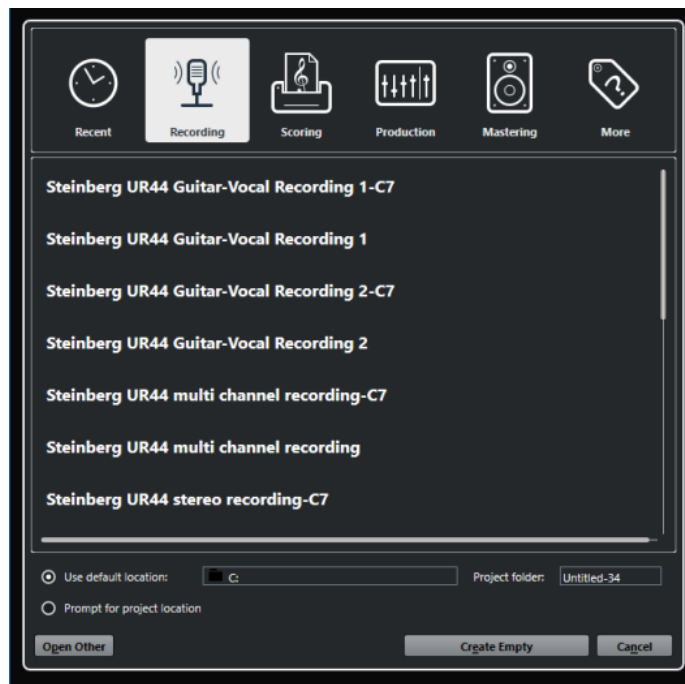 Recent Recording Scoring Production Mastering More
Steinberg UR44 Guitar-Vocal Recording 1-C7
Steinberg UR44 Guitar-Vocal Recording 1
Steinberg UR44 Guitar-Vocal Recording 2-C7
Steinberg UR44 Guitar-Vocal Recording 2
Steinberg UR44 multi channel recording-C7
Steinberg UR44 multi channel recording
Steinberg UR44 stereo recording-C7
Use default location: C: Project folder: Untitled-34
Prompt for project location
Open Other Create Empty Cancel